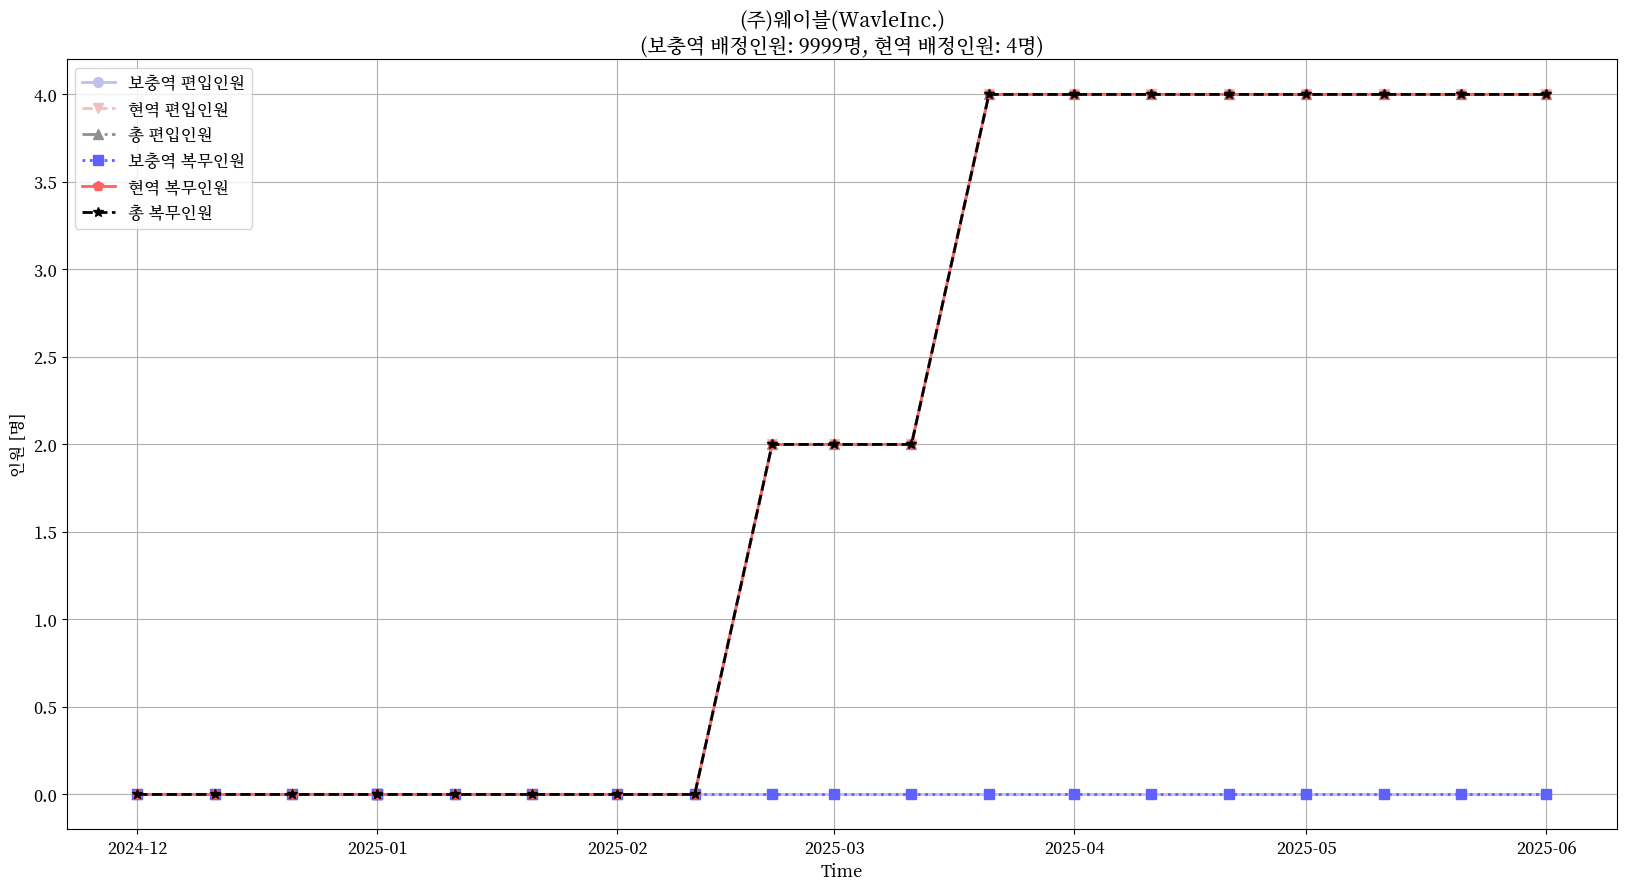 (주)웨이블(WavleInc.)
(보충역 배정인원: 9999명, 현역 배정인원: 4명)
보충역 편입인원
현역 편입인원
총 편입인원
보충역 복무인원
현역 복무인원
총 복무인원
4.0
3.5
3.0
2.5
2.0
1.5
1.0
0.5
0.0
인원 [명]
2024-12 2025-01 2025-02 2025-03 2025-04 2025-05 2025-06
Time